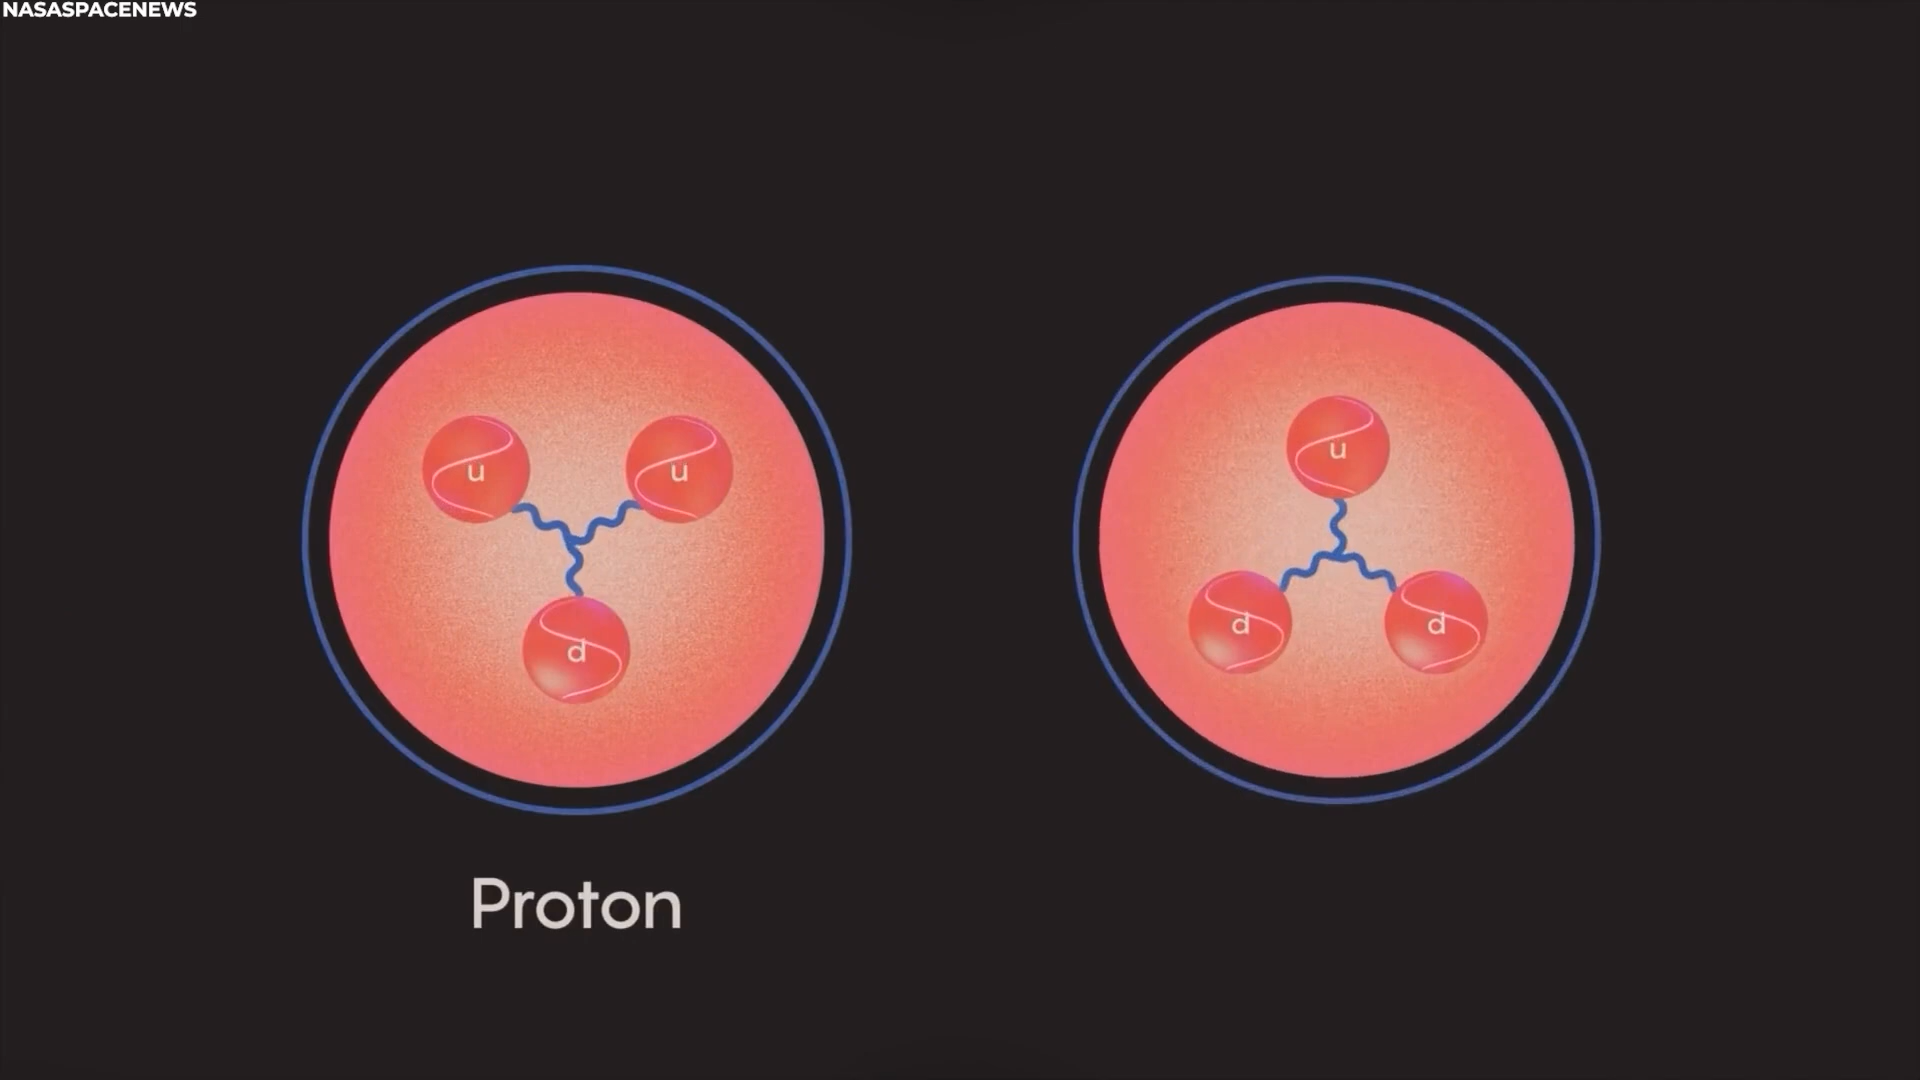 NASASPACENEWS
u u
u
d
d d
Proton